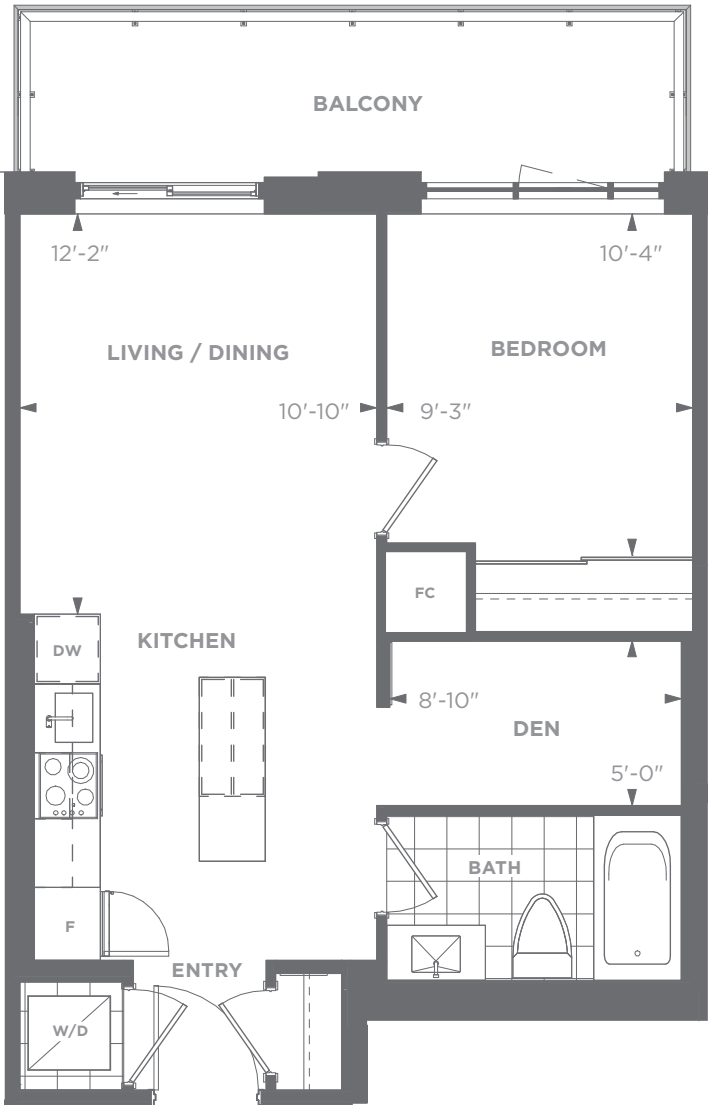 BALCONY
12'-2"
10'-4"
LIVING / DINING
BEDROOM
10'-10"
9'-3"
FC
DW
KITCHEN
8'-10"
DEN
5'-0"
BATH
F
ENTRY
W/D